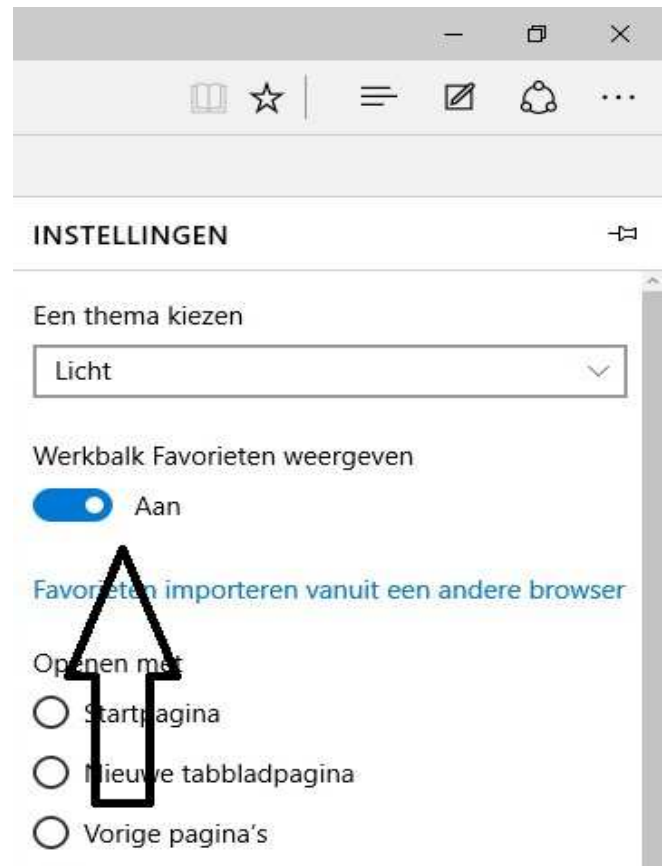 INSTELLINGEN
Een thema kiezen
Licht
Werkbalk Favorieten weergeven
Aan
Favorieten importeren vanuit een andere browser
Openen met
Startpagina
Nieuwe tabbladpagina
Vorige pagina's